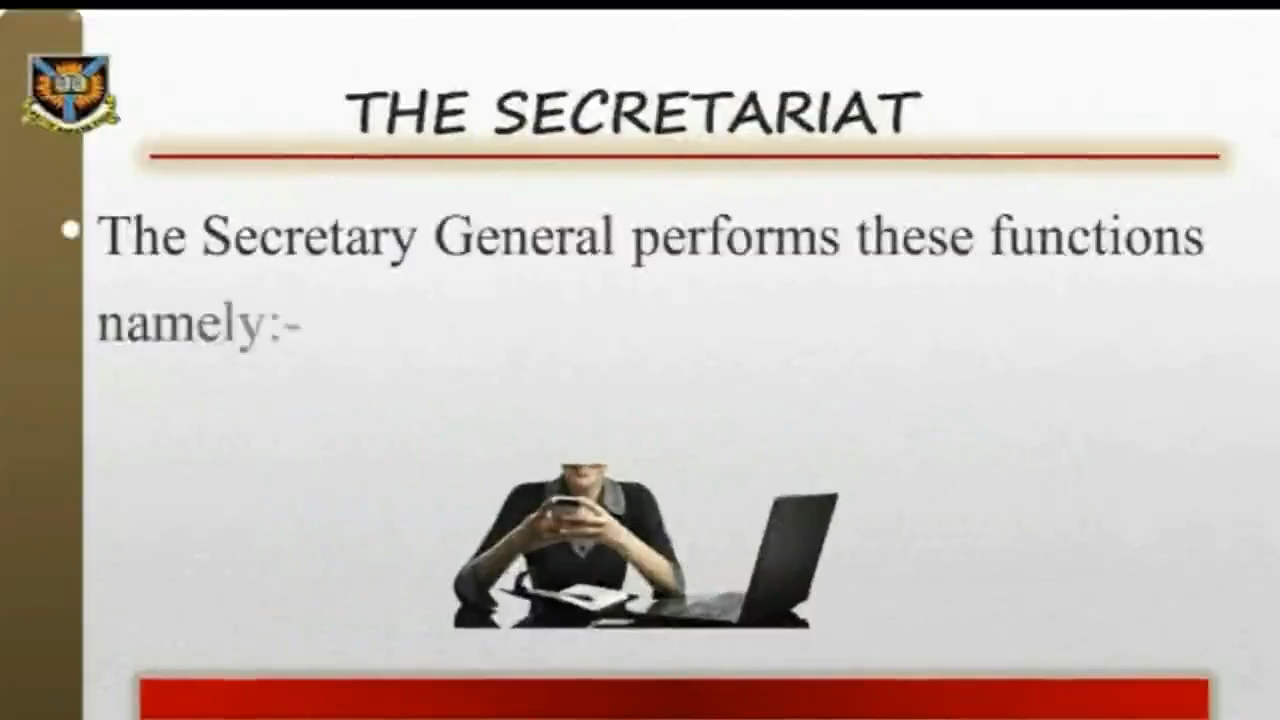 THE SECRETARIAT
The Secretary General performs these functions
namely:-